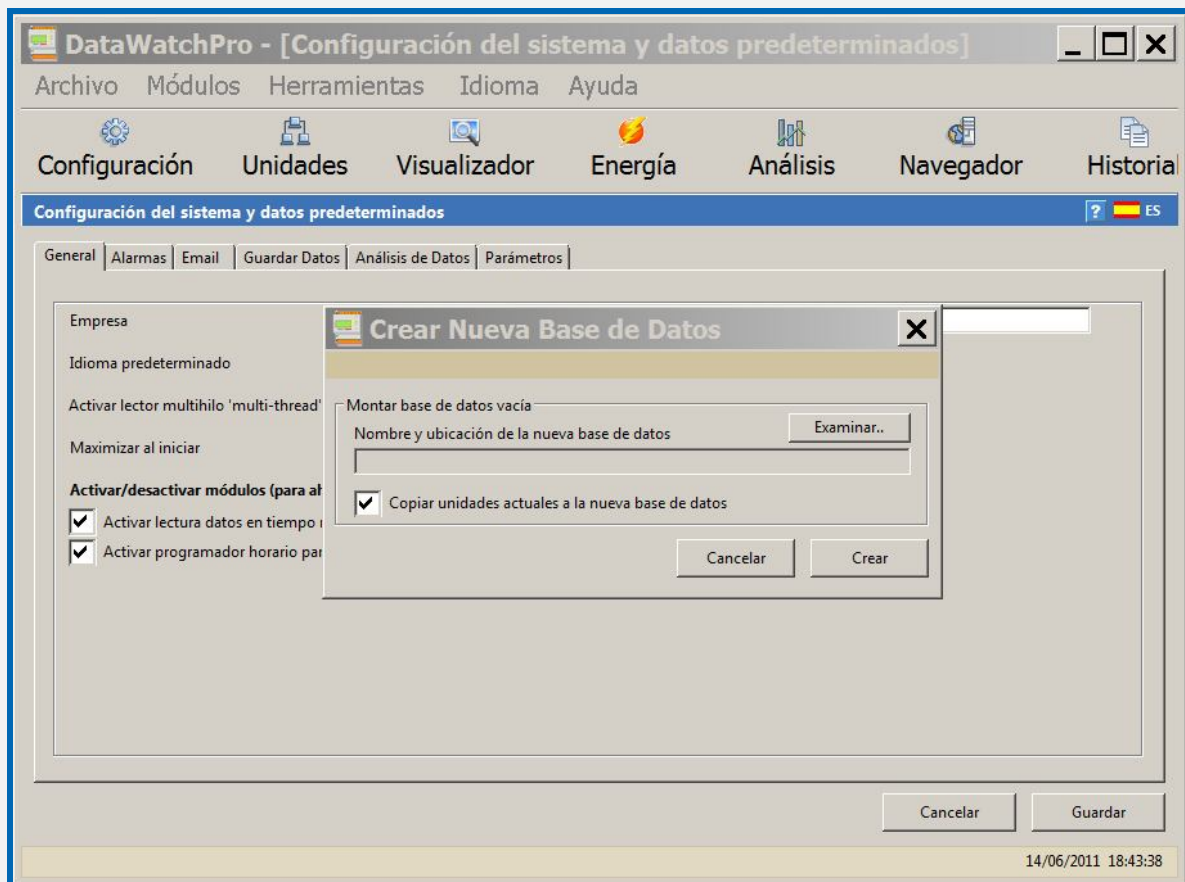 DataWatchPro - [Configuración del sistema y datos predeterminados]
Archivo Módulos Herramientas Idioma Ayuda
Configuración Unidades Visualizador Energía Análisis Navegador Historial
Configuración del sistema y datos predeterminados ? ES
General Alarmas Email Guardar Datos Análisis de Datos Parámetros
Empresa
Idioma predeterminado
Activar lector multihilo 'multi-thread'
Maximizar al iniciar
Activar/desactivar módulos (para ah
Activar lectura datos en tiempo
Activar programador horario par
Crear Nueva Base de Datos
Montar base de datos vacía
Nombre y ubicación de la nueva base de datos
Examinar..
Copiar unidades actuales a la nueva base de datos
Cancelar Crear
Cancelar Guardar
14/06/2011 18:43:38